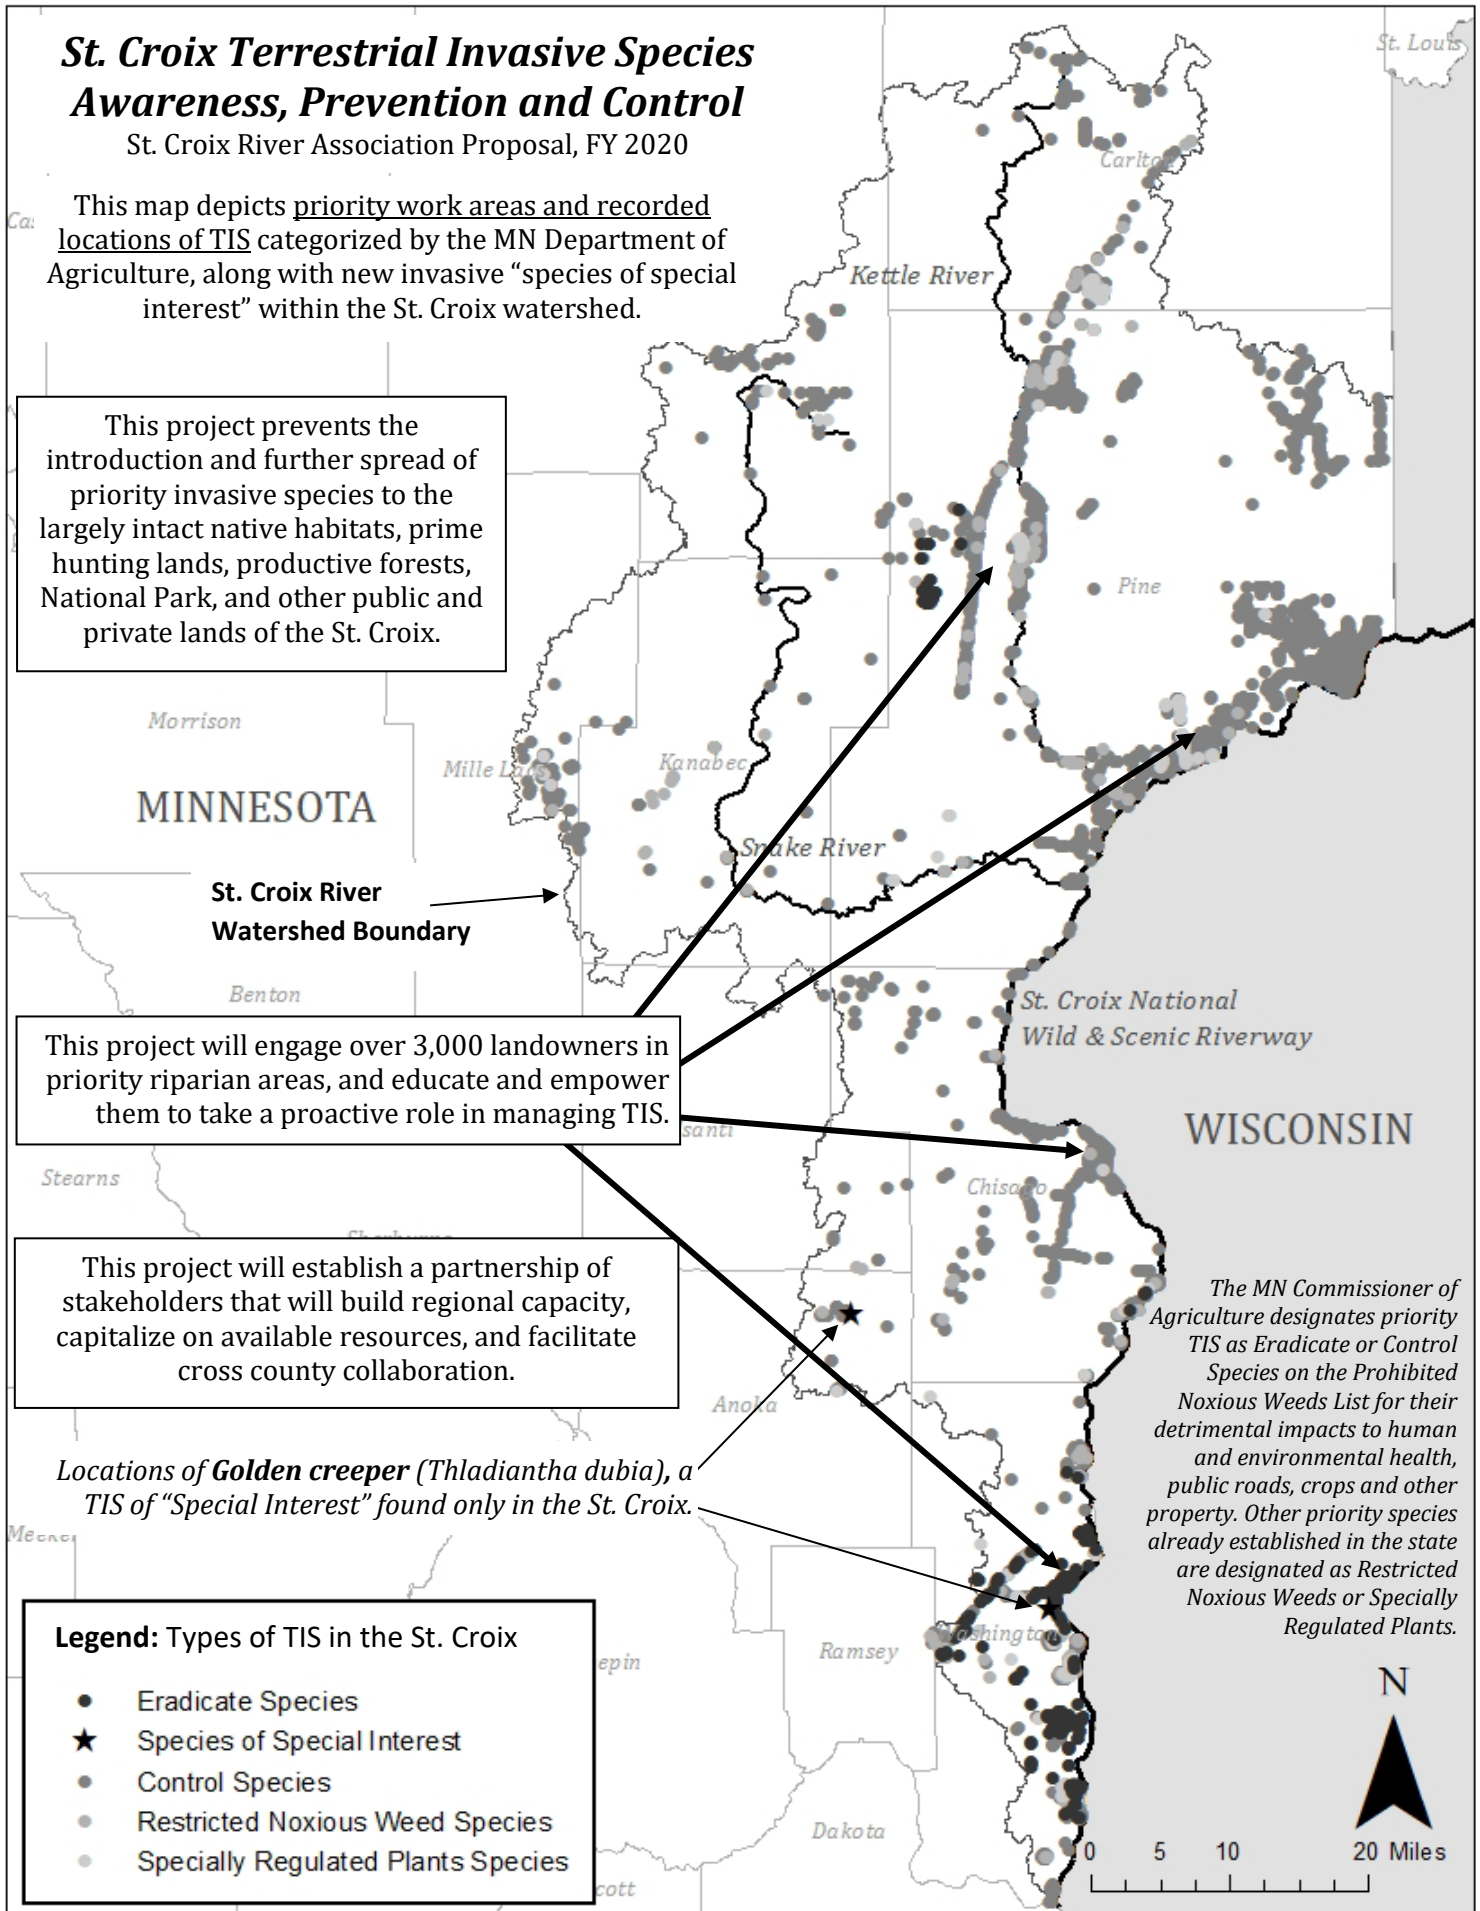 St. Croix Terrestrial Invasive Species
Awareness, Prevention and Control
St. Croix River Association Proposal, FY 2020
This map depicts priority work areas and recorded
locations of TIS categorized by the MN Department of
Agriculture, along with new invasive “species of special
interest” within the St. Croix watershed.
St. Louis
Carlton
Kettle River
This project prevents the
introduction and further spread of
priority invasive species to the
largely intact native habitats, prime
hunting lands, productive forests,
National Park, and other public and
private lands of the St. Croix.
Pine
Morrison
Mille Lacs
Kanabec
MINNESOTA
Snake River
St. Croix River
Watershed Boundary
Benton
St. Croix National
Wild & Scenic Riverway
This project will engage over 3,000 landowners in
priority riparian areas, and educate and empower
them to take a proactive role in managing TIS.
santi
WISCONSIN
Stearns
Chisago
This project will establish a partnership of
stakeholders that will build regional capacity,
capitalize on available resources, and facilitate
cross county collaboration.
The MN Commissioner of
Agriculture designates priority
TIS as Eradicate or Control
Species on the Prohibited
Noxious Weeds List for their
detrimental impacts to human
and environmental health,
public roads, crops and other
property. Other priority species
already established in the state
are designated as Restricted
Noxious Weeds or Specially
Regulated Plants.
Anoka
Locations of Golden creeper (Thladiantha dubia), a
TIS of “Special Interest” found only in the St. Croix.
Meeker
Washington
Ramsey
epin
Legend: Types of TIS in the St. Croix
Eradicate Species
Species of Special Interest
Control Species
Restricted Noxious Weed Species
Specially Regulated Plants Species
Dakota
cott
N
0 5 10 20 Miles